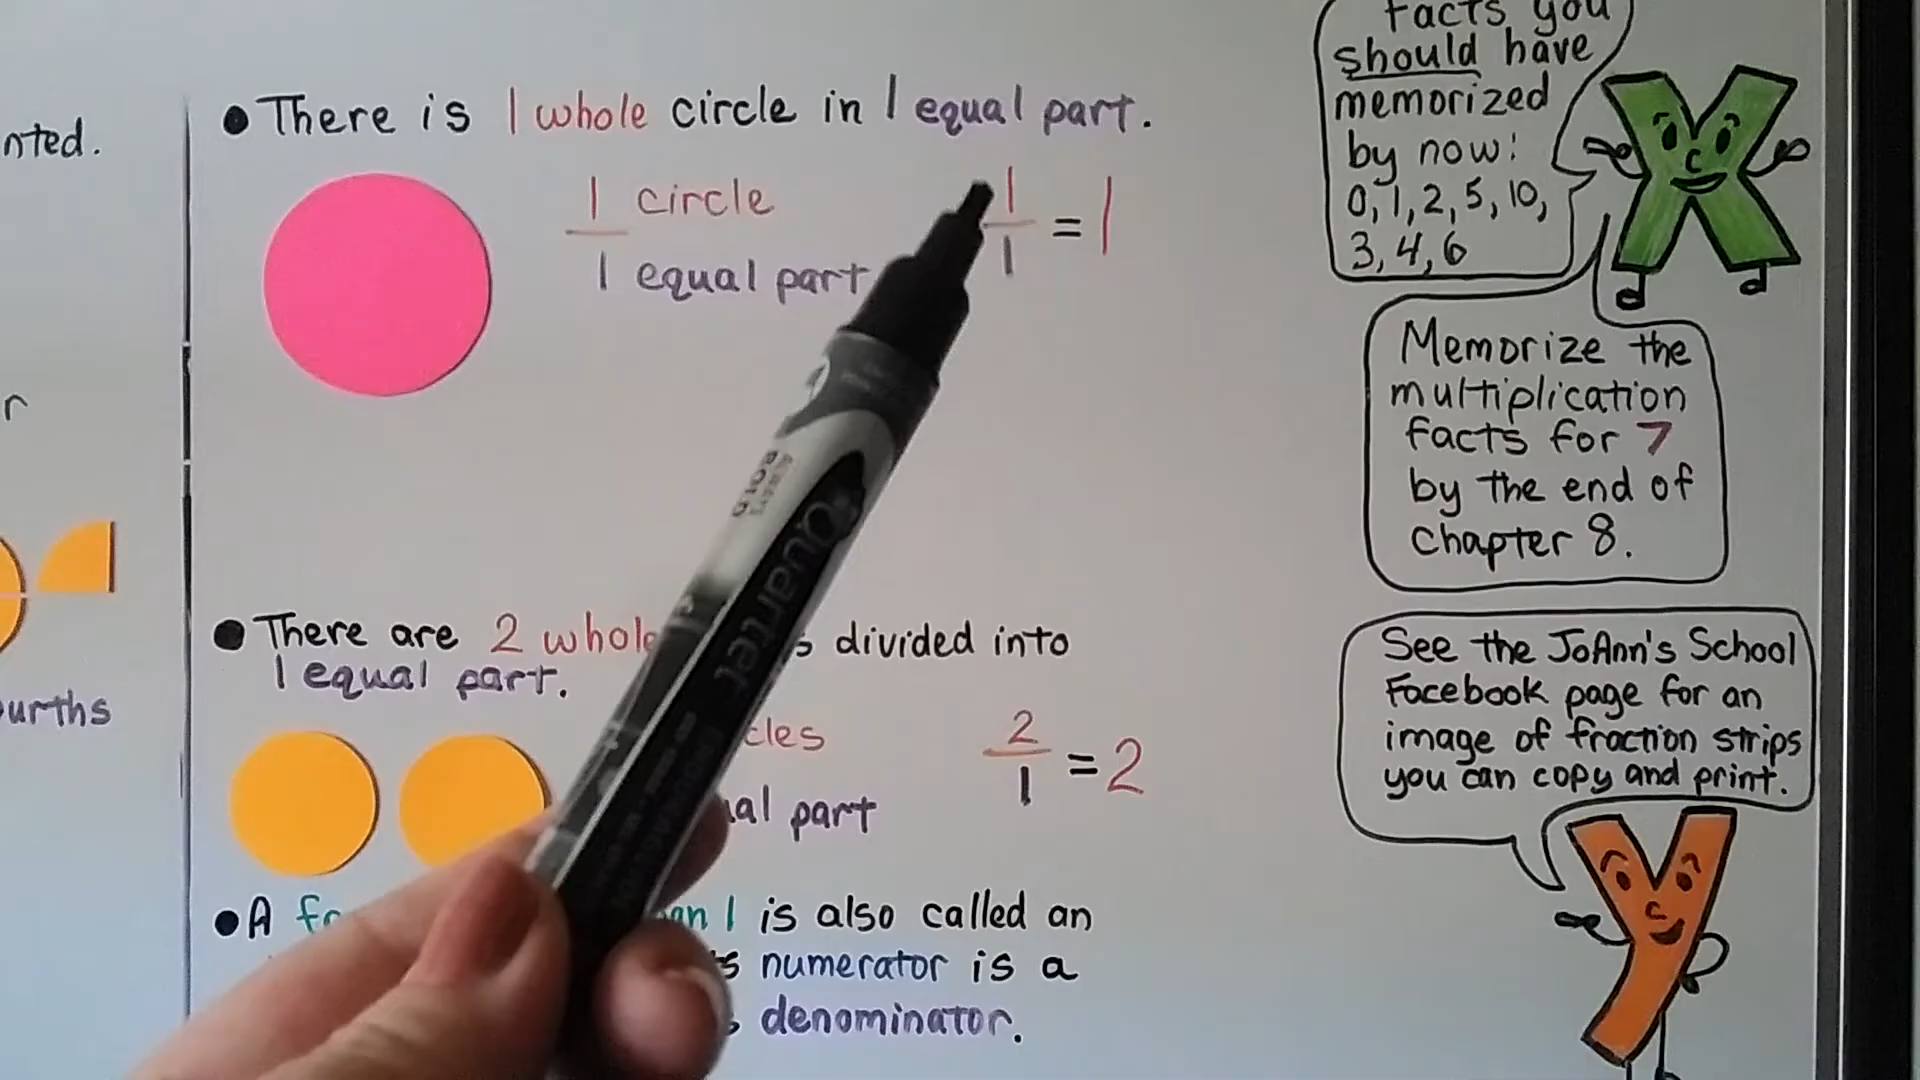 nted.
r
urths
• There is 1 whole circle in 1 equal part.
1 circle
1 equal part
1
1
= 1
• There are 2 whole divided into
1 equal part.
cles
al part
2
1
= 2
• A an 1 is also called an
numerator is a
denominator.
Facts you
should have
memorized
by now:
0, 1, 2, 5, 10,
3, 4, 6
Memorize the
multiplication
facts for 7
by the end of
Chapter 8.
See the JoAnn's School
Facebook page for an
image of fraction strips
you can copy and print.
X
Y
BOLD
Quartet